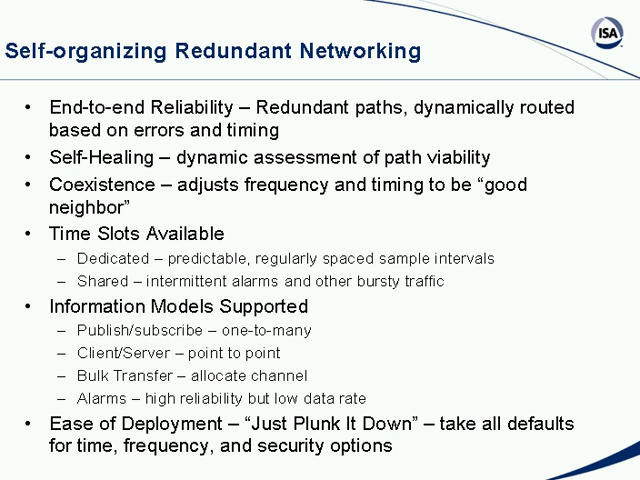 ISA
Self-organizing Redundant Networking
• End-to-end Reliability – Redundant paths, dynamically routed
based on errors and timing
• Self-Healing – dynamic assessment of path viability
• Coexistence – adjusts frequency and timing to be “good
neighbor”
• Time Slots Available
– Dedicated – predictable, regularly spaced sample intervals
– Shared – intermittent alarms and other bursty traffic
• Information Models Supported
– Publish/subscribe – one-to-many
– Client/Server – point to point
– Bulk Transfer – allocate channel
– Alarms – high reliability but low data rate
• Ease of Deployment – “Just Plunk It Down” – take all defaults
for time, frequency, and security options